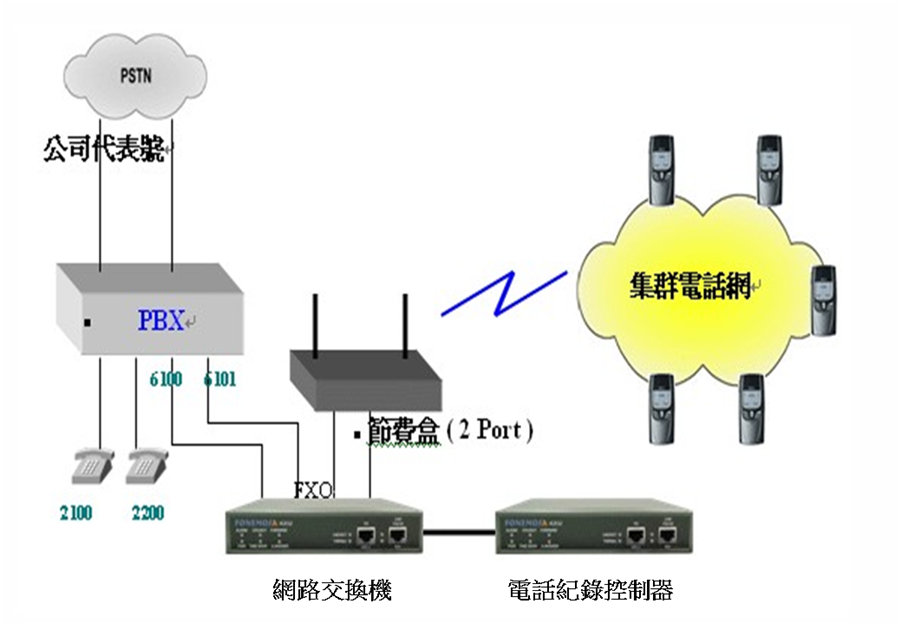 PSTN
公司代表號
集群電話網
PBX
6100 6101
節費盒 ( 2 Port )
2100 2200
FXO
網路交換機 電話紀錄控制器